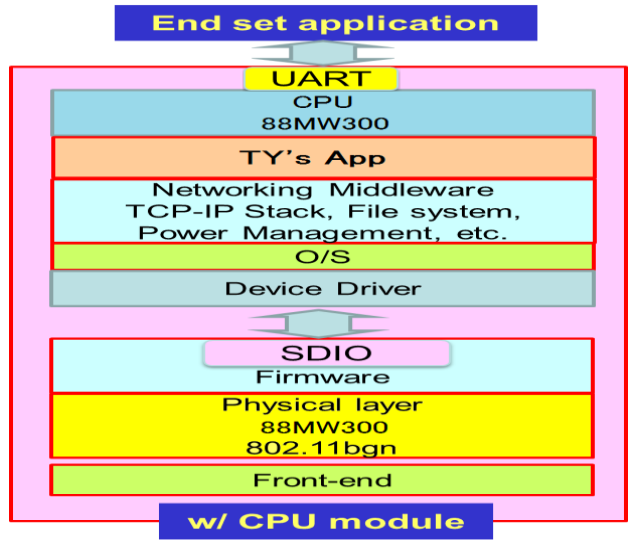 End set application
UART
CPU
88MW300
TY's App
Networking Middleware
TCP-IP Stack, File system,
Power Management, etc.
O/S
Device Driver
SDIO
Firmware
Physical layer
88MW300
802.11bgn
Front-end
w/ CPU module